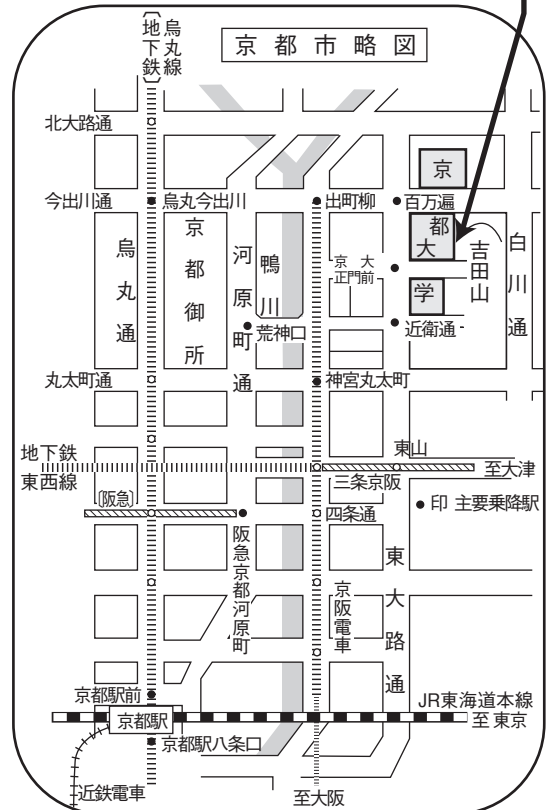 烏丸線
〔地下鉄〕
京都市略図
北大路通
今出川通
烏丸今出川
出町柳
百万遍
京
都
大
学
吉田山
白川通
烏丸通
京都御所
河原町通
鴨川
京大
正門前
荒神口
近衛通
丸太町通
神宮丸太町
地下鉄
東西線
東山
至大津
三条京阪
〔阪急〕
四条通
●印 主要乗降駅
阪急京都河原町
京阪電車
東大路通
京都駅前
JR東海道本線
至東京
京都駅
京都駅八条口
近鉄電車
至大阪